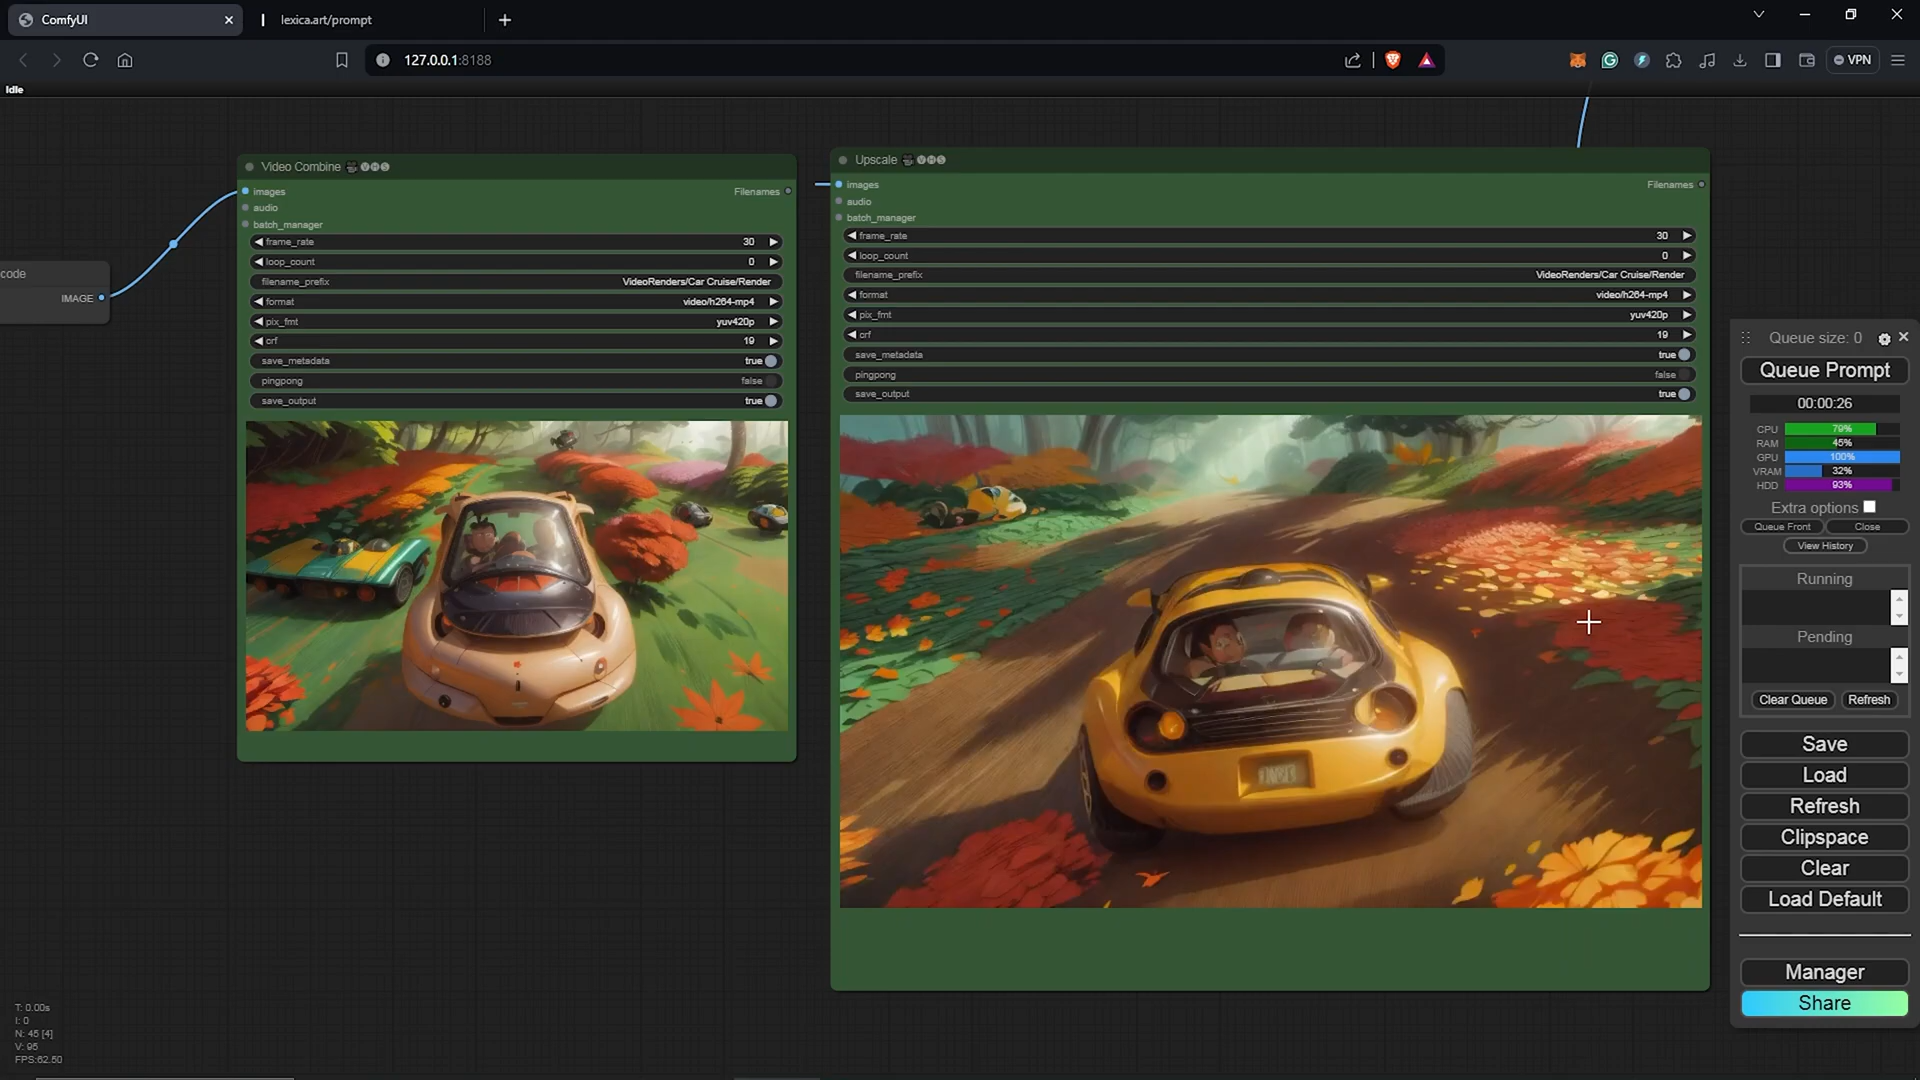 ComfyUI
lexica.art/prompt
127.0.0.1:8188
VPN
Idle
code
IMAGE
Video Combine VHS
images
Filenames
audio
batch_manager
frame_rate 30
loop_count 0
filename_prefix VideoRenders/Car Cruise/Render
format video/h264-mp4
pix_fmt yuv420p
crf 19
save_metadata true
pingpong false
save_output true
Upscale VHS
images
Filenames
audio
batch_manager
frame_rate 30
loop_count 0
filename_prefix VideoRenders/Car Cruise/Render
format video/h264-mp4
pix_fmt yuv420p
crf 19
save_metadata true
pingpong false
save_output true
Queue size: 0
Queue Prompt
00:00:26
CPU 79%
RAM 45%
GPU 100%
VRAM 32%
HDD 93%
Extra options
Queue Front Close
View History
Running
Pending
Clear Queue Refresh
Save
Load
Refresh
Clipspace
Clear
Load Default
Manager
Share
T: 0.00s
I: 0
N: 45 [4]
V: 95
FPS:62.50